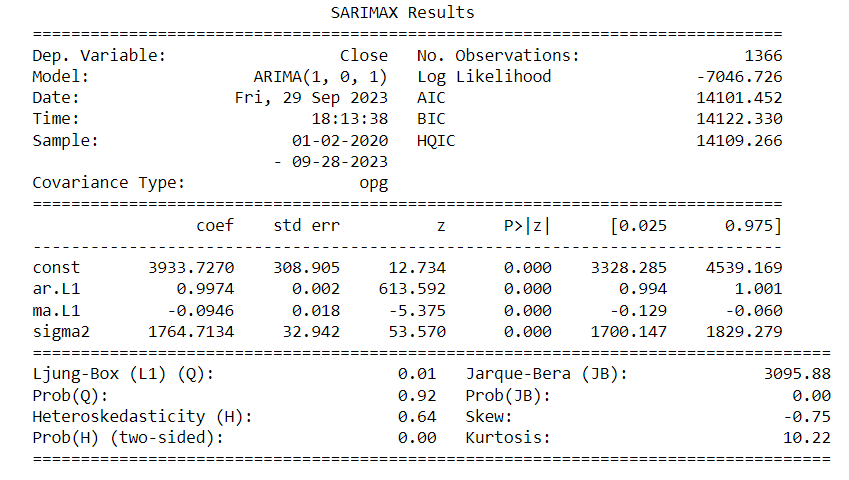 SARIMAX Results
==============================================================================
Dep. Variable:                  Close   No. Observations:                 1366
Model:                 ARIMA(1, 0, 1)   Log Likelihood               -7046.726
Date:                Fri, 29 Sep 2023   AIC                          14101.452
Time:                        18:13:38   BIC                          14122.330
Sample:                    01-02-2020   HQIC                         14109.266
                         - 09-28-2023
Covariance Type:                  opg
==============================================================================
                 coef    std err          z      P>|z|      [0.025      0.975]
------------------------------------------------------------------------------
const       3933.7270    308.905     12.734      0.000    3328.285    4539.169
ar.L1          0.9974      0.002    613.592      0.000       0.994       1.001
ma.L1         -0.0946      0.018     -5.375      0.000      -0.129      -0.060
sigma2      1764.7134     32.942     53.570      0.000    1700.147    1829.279
===================================================================================
Ljung-Box (L1) (Q):                   0.01   Jarque-Bera (JB):              3095.88
Prob(Q):                              0.92   Prob(JB):                         0.00
Heteroskedasticity (H):               0.64   Skew:                            -0.75
Prob(H) (two-sided):                  0.00   Kurtosis:                        10.22
===================================================================================